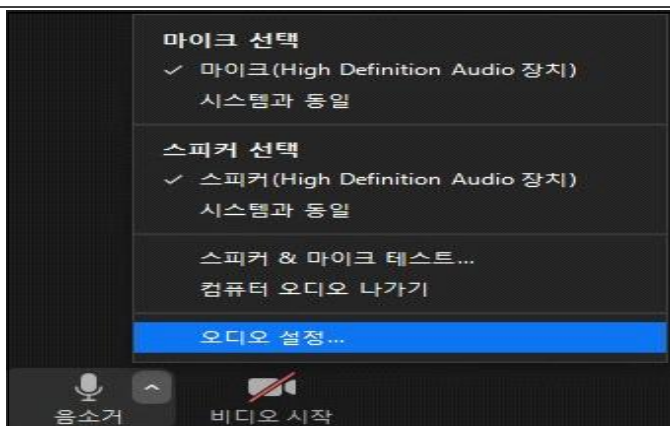 마이크 선택
✓ 마이크(High Definition Audio 장치)
시스템과 동일
스피커 선택
✓ 스피커(High Definition Audio 장치)
시스템과 동일
스피커 & 마이크 테스트...
컴퓨터 오디오 나가기
오디오 설정...
음소거
비디오 시작